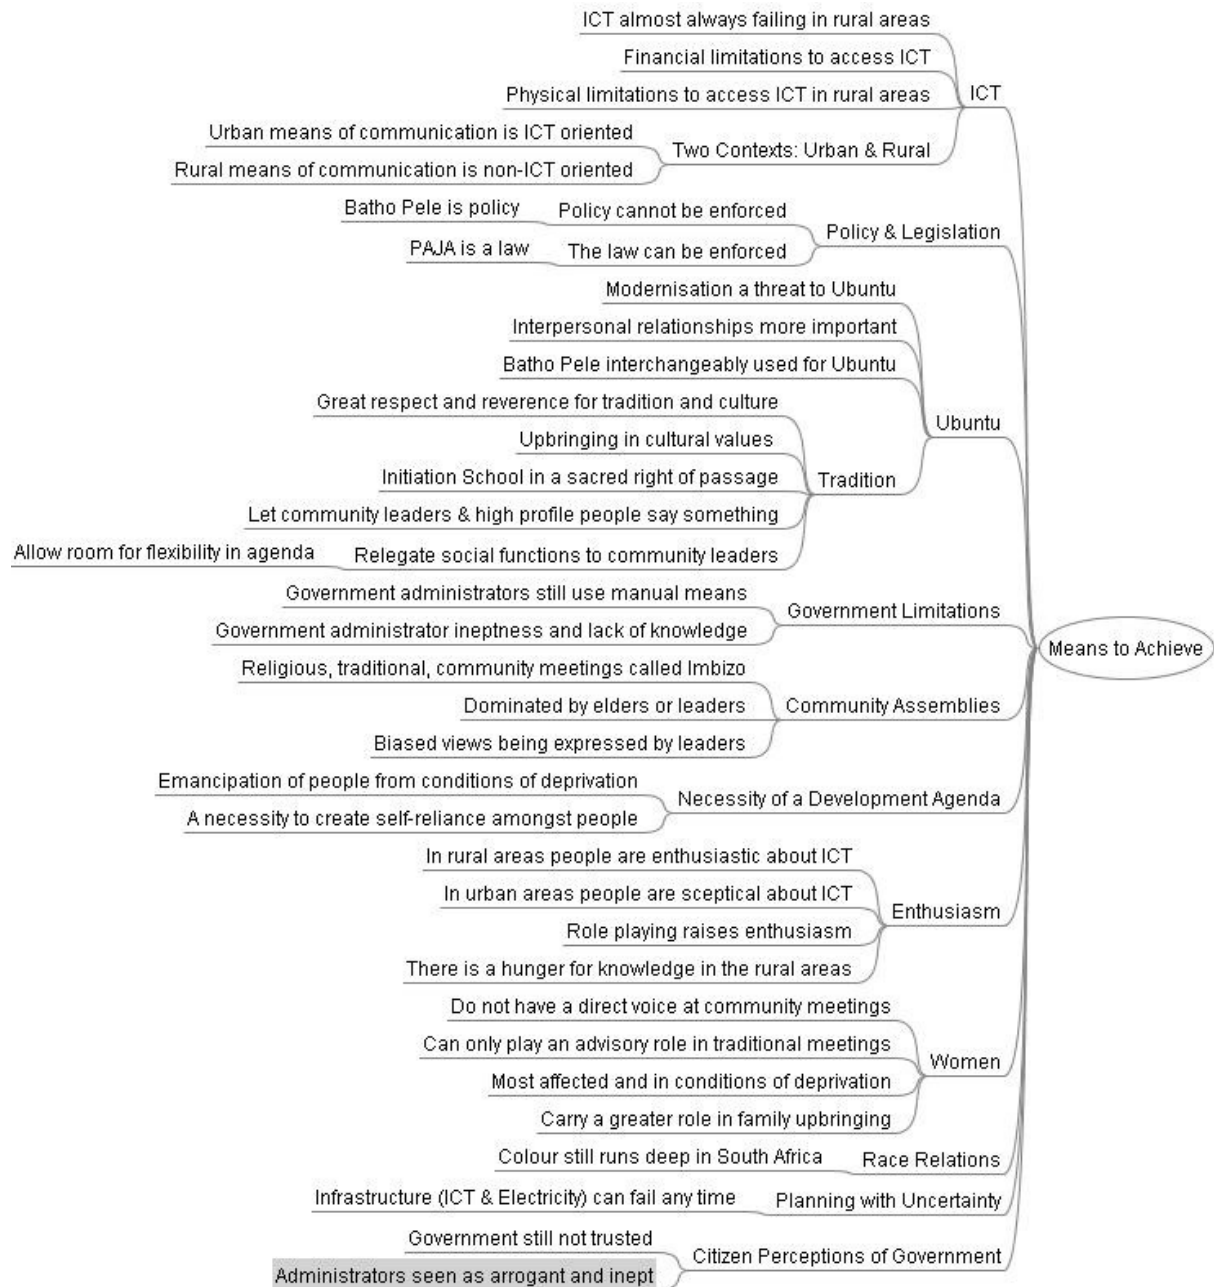 ICT almost always failing in rural areas
Financial limitations to access ICT
Physical limitations to access ICT in rural areas
ICT
Urban means of communication is ICT oriented
Rural means of communication is non-ICT oriented
Two Contexts: Urban & Rural
Batho Pele is policy
Policy cannot be enforced
PAJA is a law
The law can be enforced
Policy & Legislation
Modernisation a threat to Ubuntu
Interpersonal relationships more important
Batho Pele interchangeably used for Ubuntu
Ubuntu
Great respect and reverence for tradition and culture
Upbringing in cultural values
Initiation School in a sacred right of passage
Let community leaders & high profile people say something
Tradition
Allow room for flexibility in agenda
Relegate social functions to community leaders
Government administrators still use manual means
Government administrator ineptness and lack of knowledge
Government Limitations
Means to Achieve
Religious, traditional, community meetings called Imbizo
Dominated by elders or leaders
Biased views being expressed by leaders
Community Assemblies
Emancipation of people from conditions of deprivation
A necessity to create self-reliance amongst people
Necessity of a Development Agenda
In rural areas people are enthusiastic about ICT
In urban areas people are sceptical about ICT
Role playing raises enthusiasm
There is a hunger for knowledge in the rural areas
Enthusiasm
Do not have a direct voice at community meetings
Can only play an advisory role in traditional meetings
Most affected and in conditions of deprivation
Carry a greater role in family upbringing
Women
Colour still runs deep in South Africa
Race Relations
Infrastructure (ICT & Electricity) can fail any time
Planning with Uncertainty
Government still not trusted
Administrators seen as arrogant and inept
Citizen Perceptions of Government